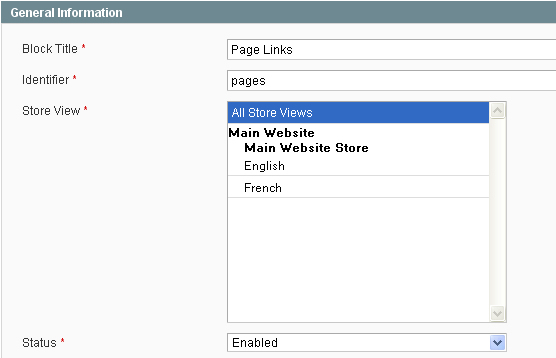 General Information
Block Title * Page Links
Identifier * pages
Store View * All Store Views
Main Website
Main Website Store
English
French
Status * Enabled